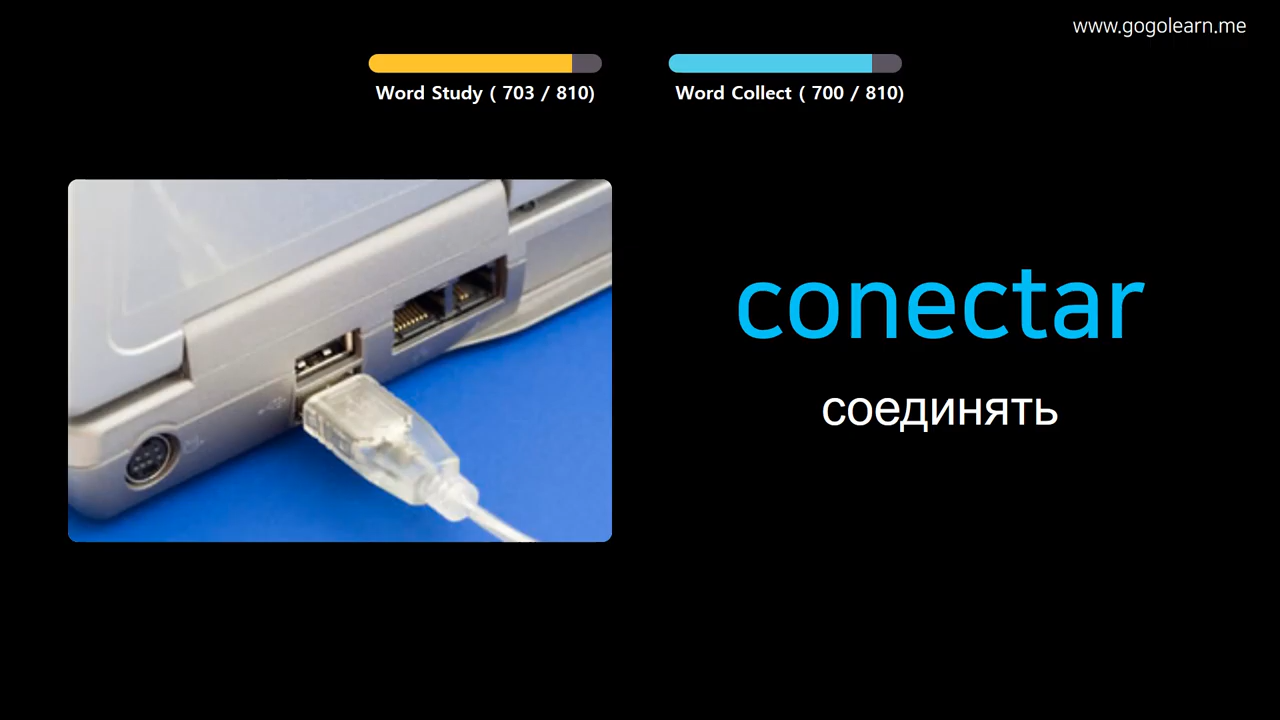 www.gogolearn.me
Word Study ( 703 / 810)
Word Collect ( 700 / 810)
conectar
соединять